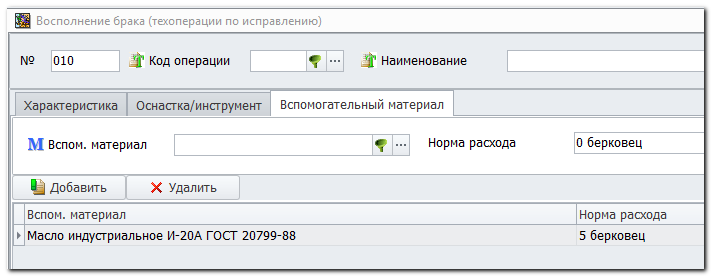 Восполнение брака (техоперации по исправлению)
№ 010 Код операции ... Наименование
Характеристика Оснастка/инструмент Вспомогательный материал
M Вспом. материал ... Норма расхода 0 берковец
Добавить Удалить
Вспом. материал Норма расхода
Масло индустриальное И-20А ГОСТ 20799-88 5 берковец